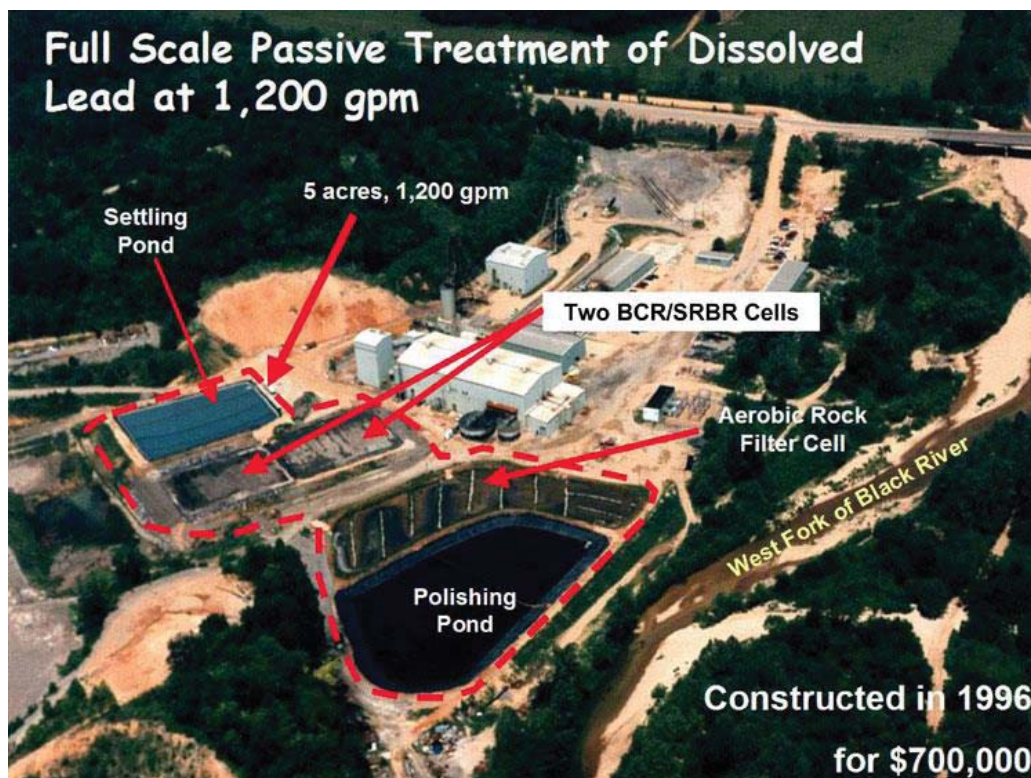 Full Scale Passive Treatment of Dissolved
Lead at 1,200 gpm
5 acres, 1,200 gpm
Settling
Pond
Two BCR/SRBR Cells
Aerobic Rock
Filter Cell
West Fork of Black River
Polishing
Pond
Constructed in 1996
for $700,000